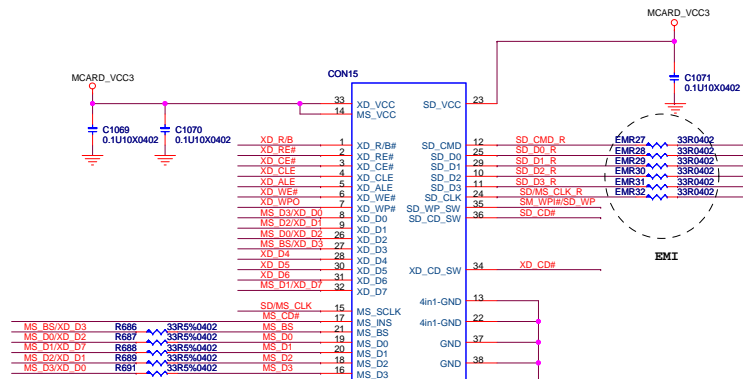 MCARD_VCC3
MCARD_VCC3
CON15
C1071
0.1U10X0402
C1069
0.1U10X0402
C1070
0.1U10X0402
33 XD_VCC SD_VCC 23
14 MS_VCC
XD_R/B 1 XD_R/B# SD_CMD 12 SD_CMD_R EMR27 33R0402
XD_RE# 2 XD_RE# SD_D0 25 SD_D0_R EMR28 33R0402
XD_CE# 3 XD_CE# SD_D1 29 SD_D1_R EMR29 33R0402
XD_CLE 4 XD_CLE SD_D2 10 SD_D2_R EMR30 33R0402
XD_ALE 5 XD_ALE SD_D3 11 SD_D3_R EMR31 33R0402
XD_WE# 6 XD_WE# SD_CLK 24 SD/MS_CLK_R EMR32 33R0402
XD_WPO 7 XD_WP# SD_WP_SW 35 SM_WPI#/SD_WP
MS_D3/XD_D0 8 XD_D0 SD_CD_SW 36 SD_CD#
MS_D2/XD_D1 9 XD_D1
MS_D0/XD_D2 26 XD_D2
MS_BS/XD_D3 27 XD_D3
XD_D4 28 XD_D4
XD_D5 30 XD_D5 XD_CD_SW 34 XD_CD#
XD_D6 31 XD_D6
MS_D1/XD_D7 32 XD_D7
EMI
4in1-GND 13
SD/MS_CLK 15 MS_SCLK
MS_CD# 17 MS_INS 4in1-GND 22
MS_BS/XD_D3 R686 33R5%0402 MS_BS 21 MS_BS
MS_D0/XD_D2 R687 33R5%0402 MS_D0 19 MS_D0 GND 37
MS_D1/XD_D7 R688 33R5%0402 MS_D1 20 MS_D1
MS_D2/XD_D1 R689 33R5%0402 MS_D2 18 MS_D2 GND 38
MS_D3/XD_D0 R691 33R5%0402 MS_D3 16 MS_D3